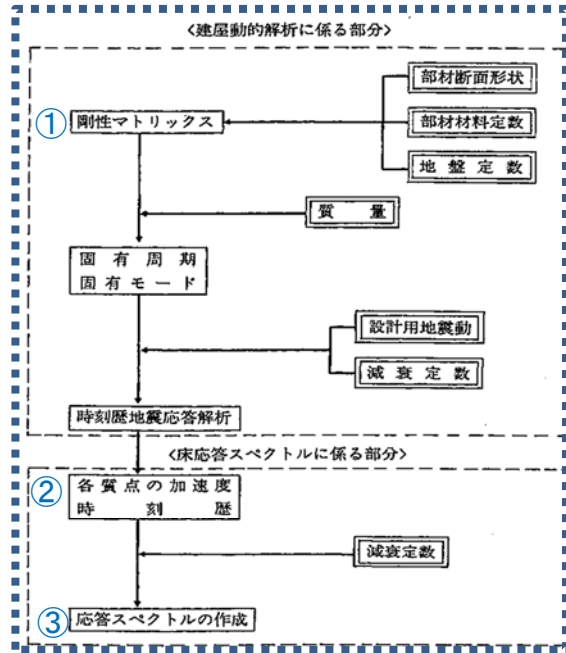 <建屋動的解析に係る部分>
部材断面形状
① 剛性マトリックス
部材材料定数
地盤定数
質量
固有周期
固有モード
設計用地震動
減衰定数
時刻歴地震応答解析
<床応答スペクトルに係る部分>
② 各質点の加速度
時刻歴
減衰定数
③ 応答スペクトルの作成